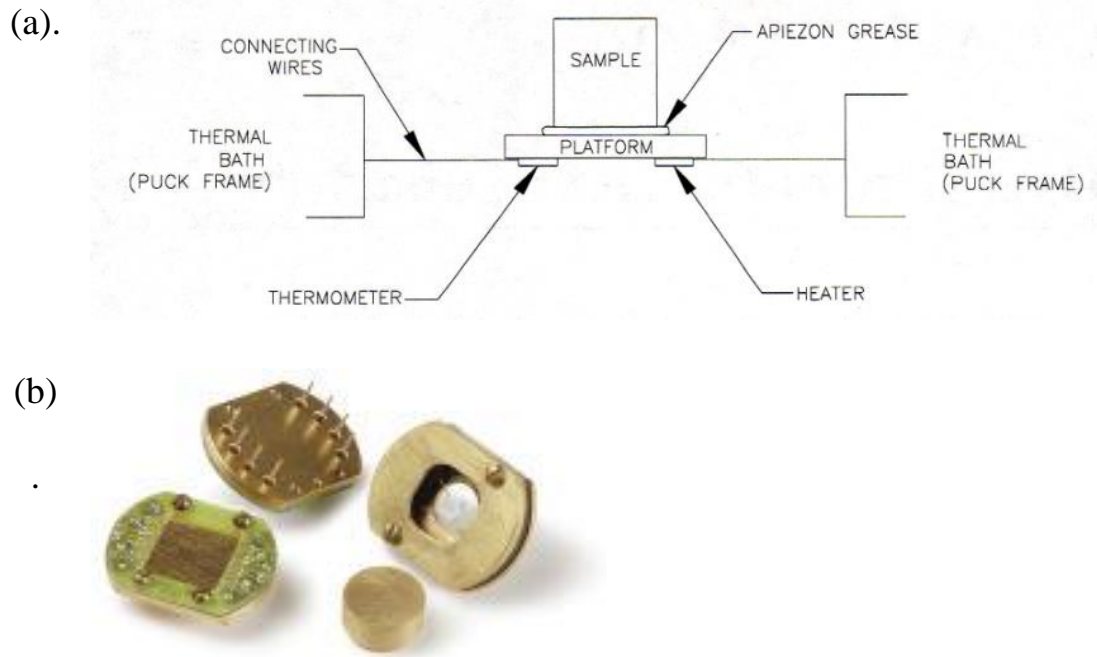 (a).
CONNECTING
WIRES
SAMPLE
APIEZON GREASE
THERMAL
BATH
(PUCK FRAME)
PLATFORM
THERMAL
BATH
(PUCK FRAME)
THERMOMETER
HEATER
(b)
.